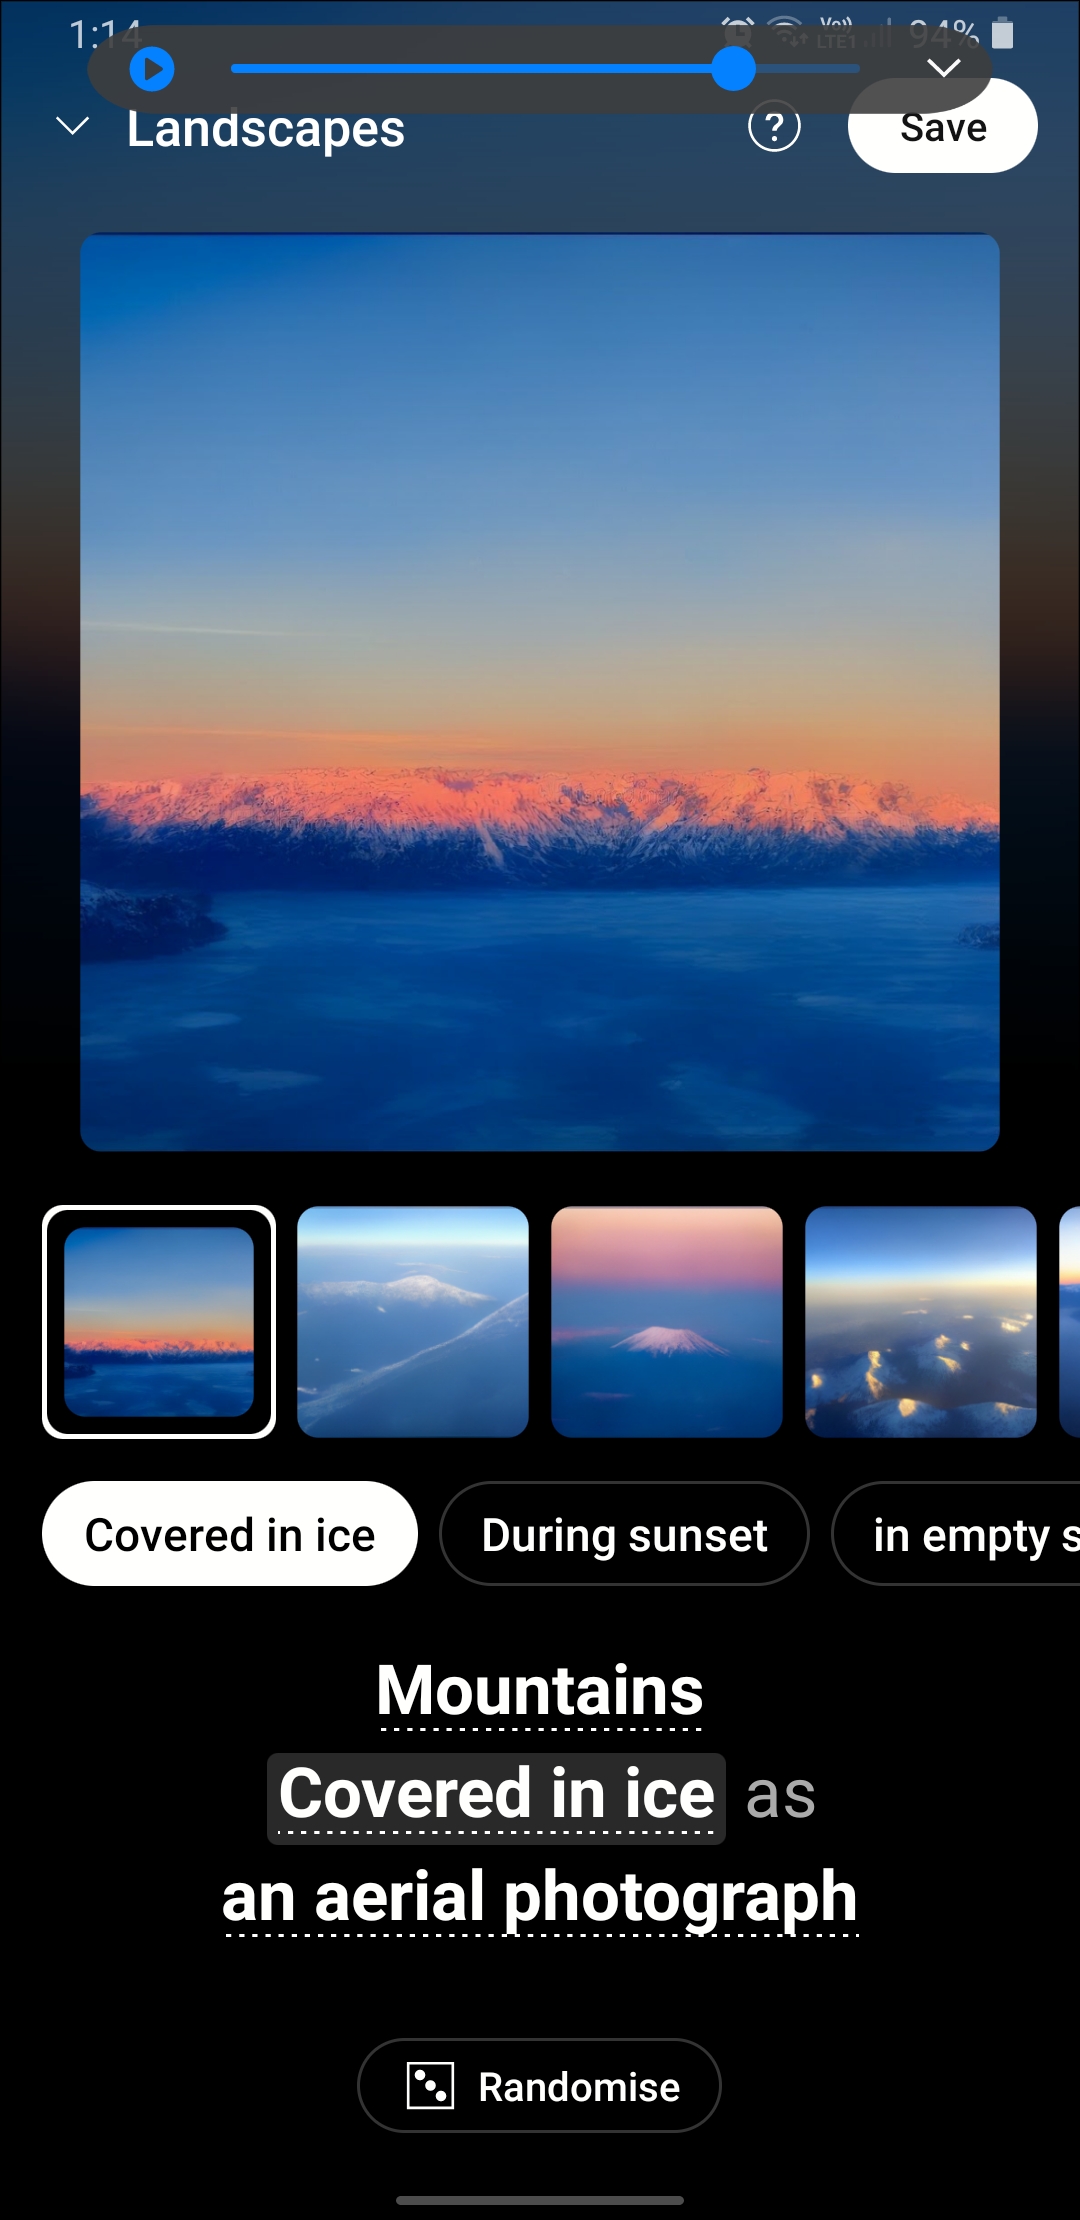 1:14
Vo))
LTE1
94%
Landscapes
?
Save
Covered in ice
During sunset
in empty s
Mountains
Covered in ice as
an aerial photograph
Randomise